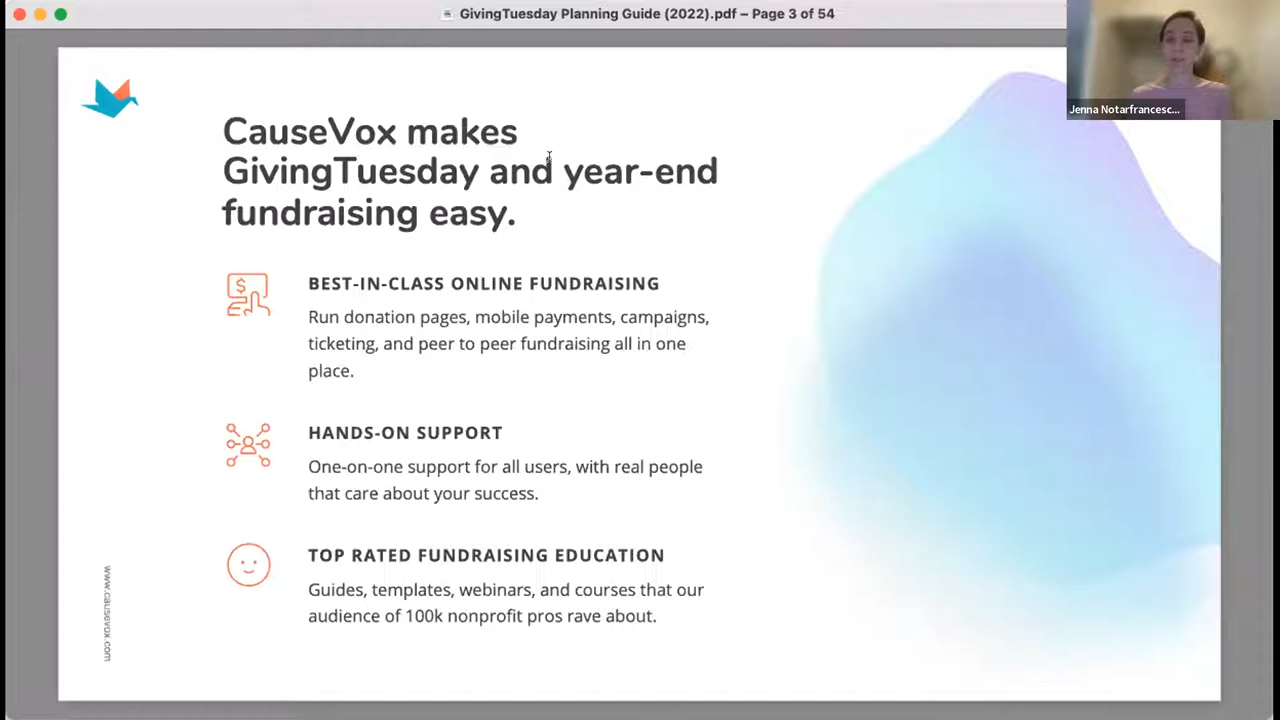 GivingTuesday Planning Guide (2022).pdf – Page 3 of 54
Jenna Notarfrancesc...
CauseVox makes
GivingTuesday and year-end
fundraising easy.
BEST-IN-CLASS ONLINE FUNDRAISING
Run donation pages, mobile payments, campaigns,
ticketing, and peer to peer fundraising all in one
place.
HANDS-ON SUPPORT
One-on-one support for all users, with real people
that care about your success.
TOP RATED FUNDRAISING EDUCATION
Guides, templates, webinars, and courses that our
audience of 100k nonprofit pros rave about.
www.causevox.com